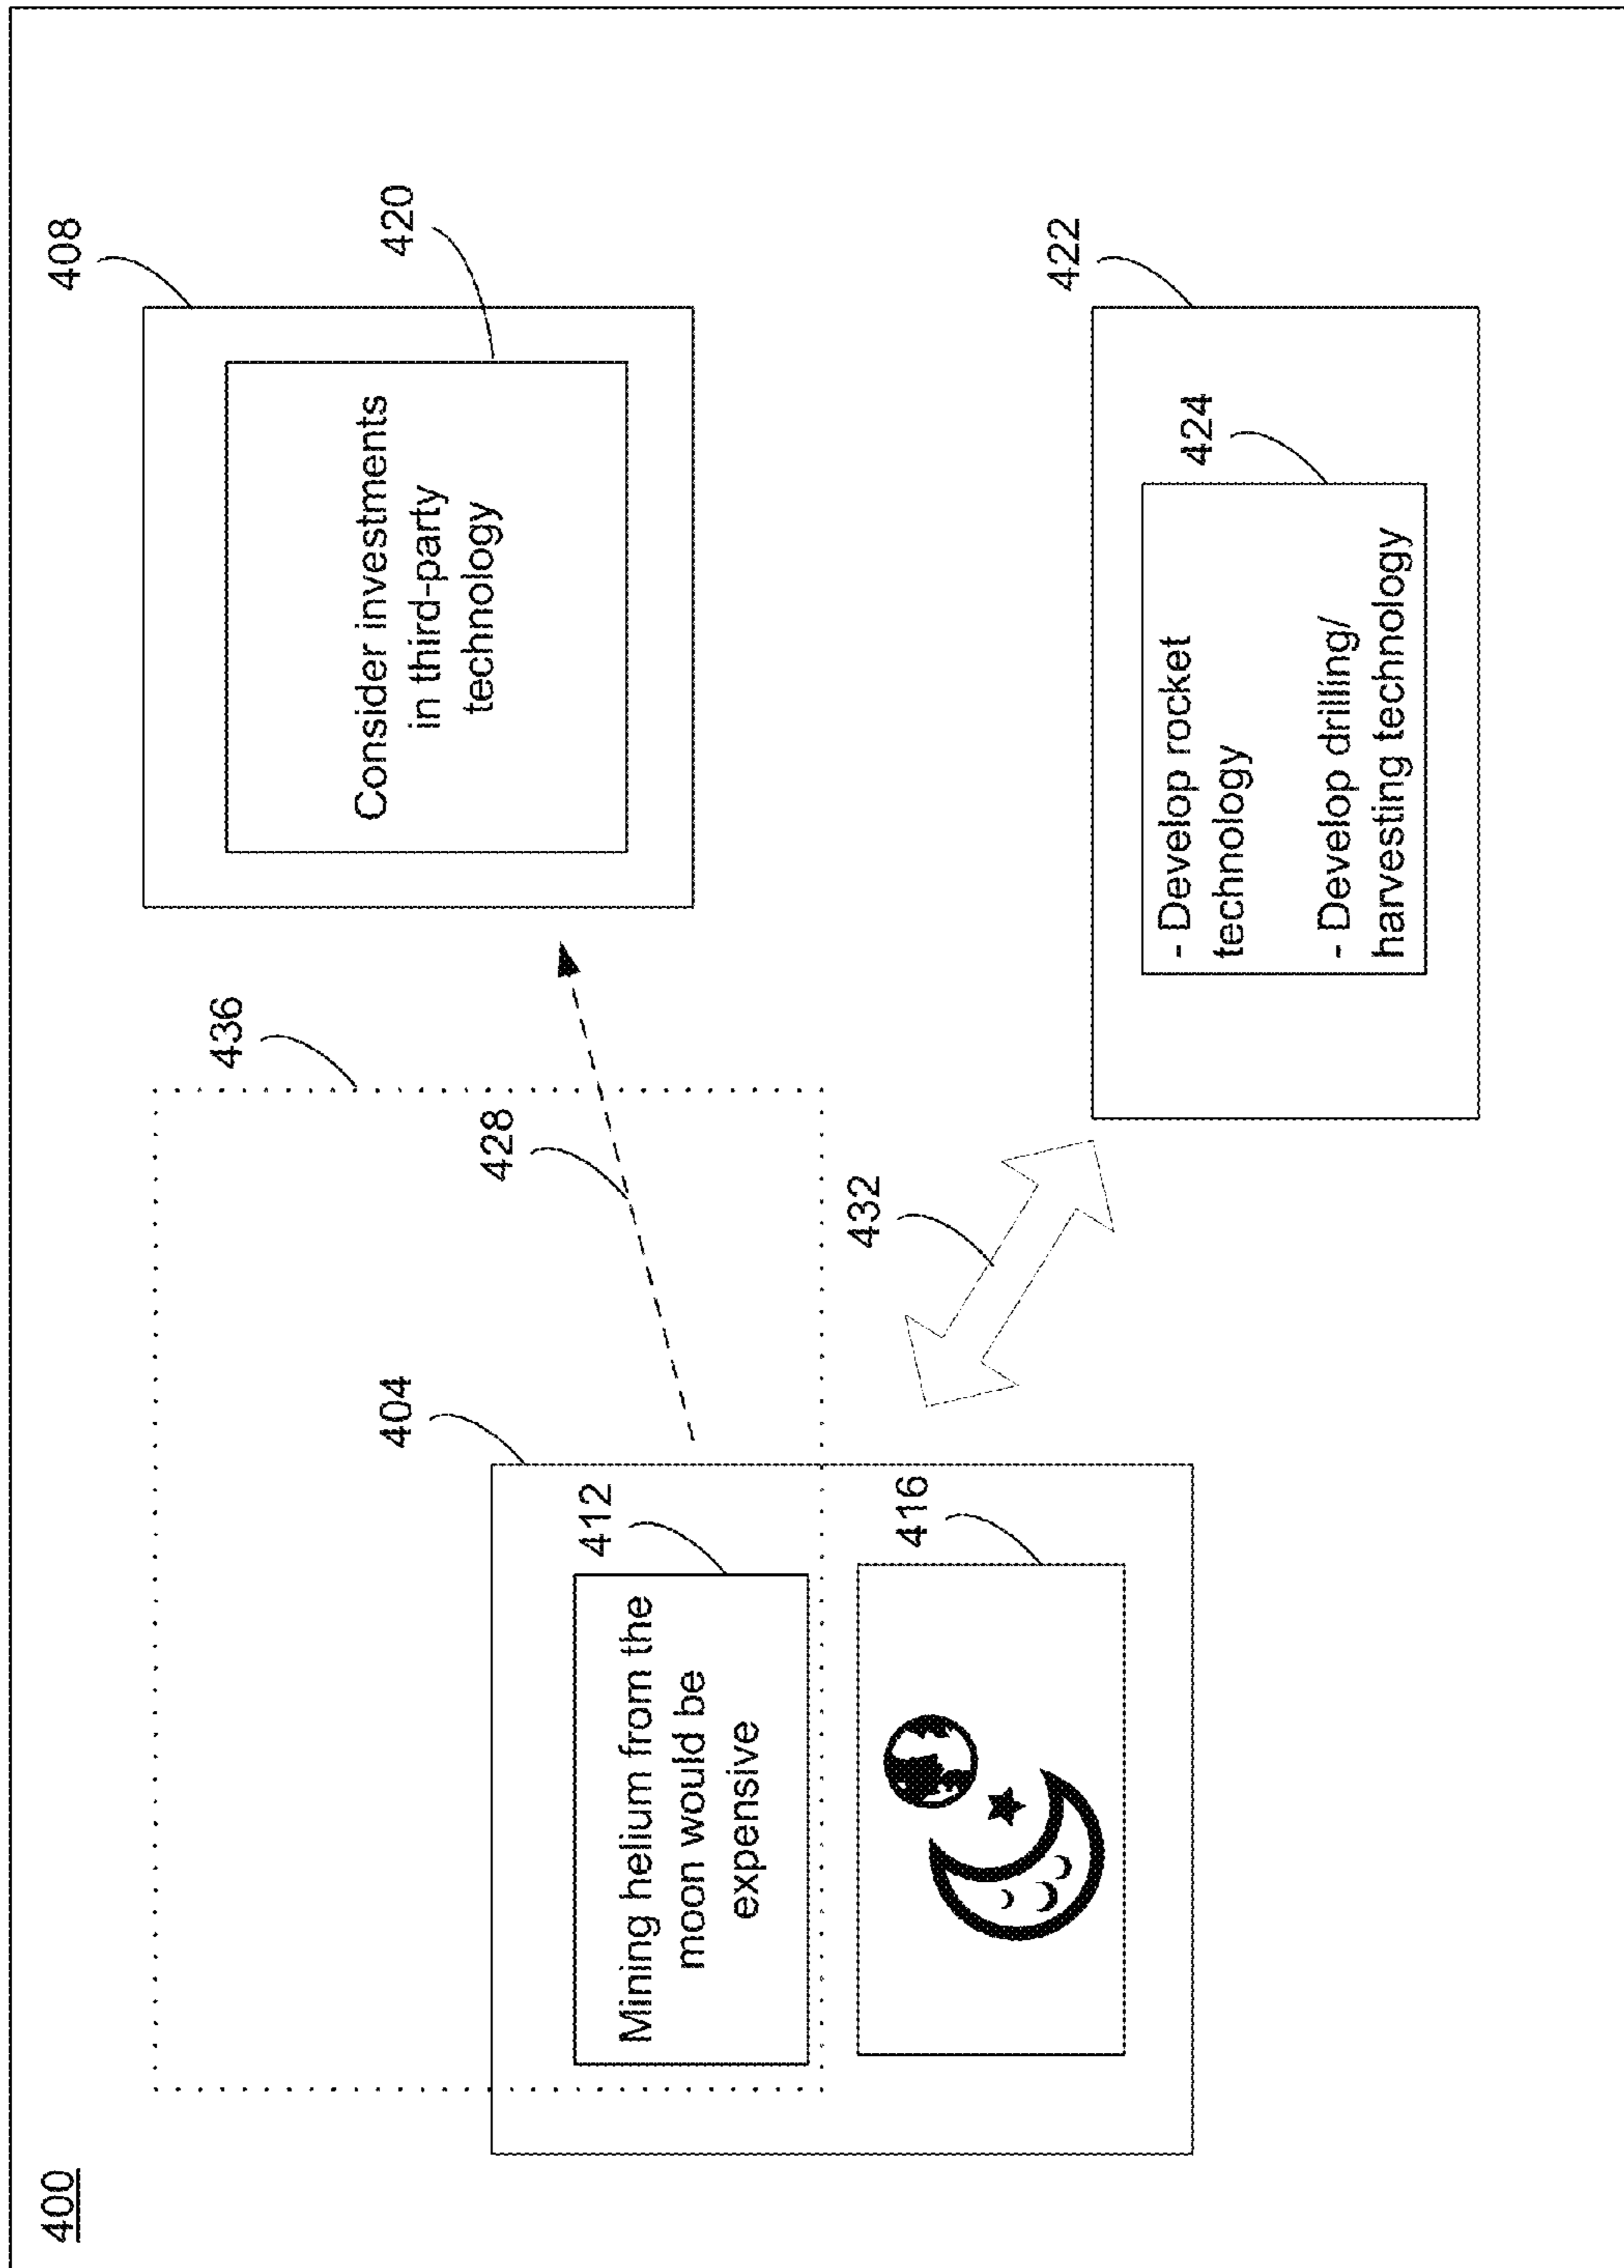 400
408
420
Consider investments
in third-party
technology
436
428
404
412
Mining helium from the
moon would be
expensive
416
432
422
424
- Develop rocket
technology
- Develop drilling/
harvesting technology